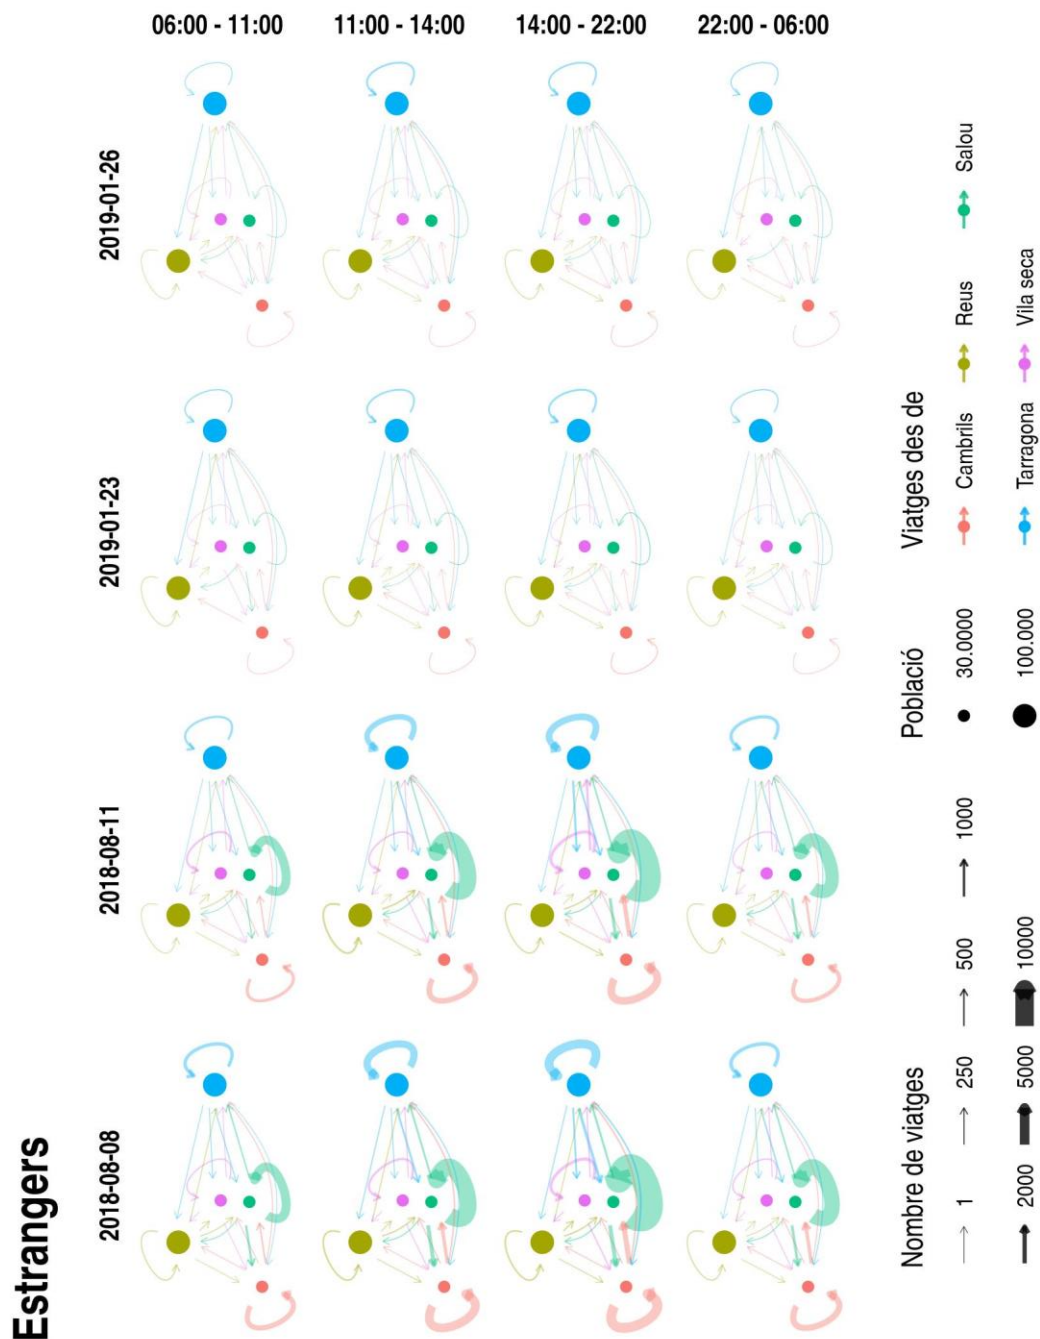 Estrangers
2018-08-08
2018-08-11
2019-01-23
2019-01-26
06:00 - 11:00
11:00 - 14:00
14:00 - 22:00
22:00 - 06:00
Nombre de viatges
1
250
500
1000
2000
5000
10000
Població
30.0000
100.000
Viatges des de
Cambrils
Reus
Salou
Tarragona
Vila seca